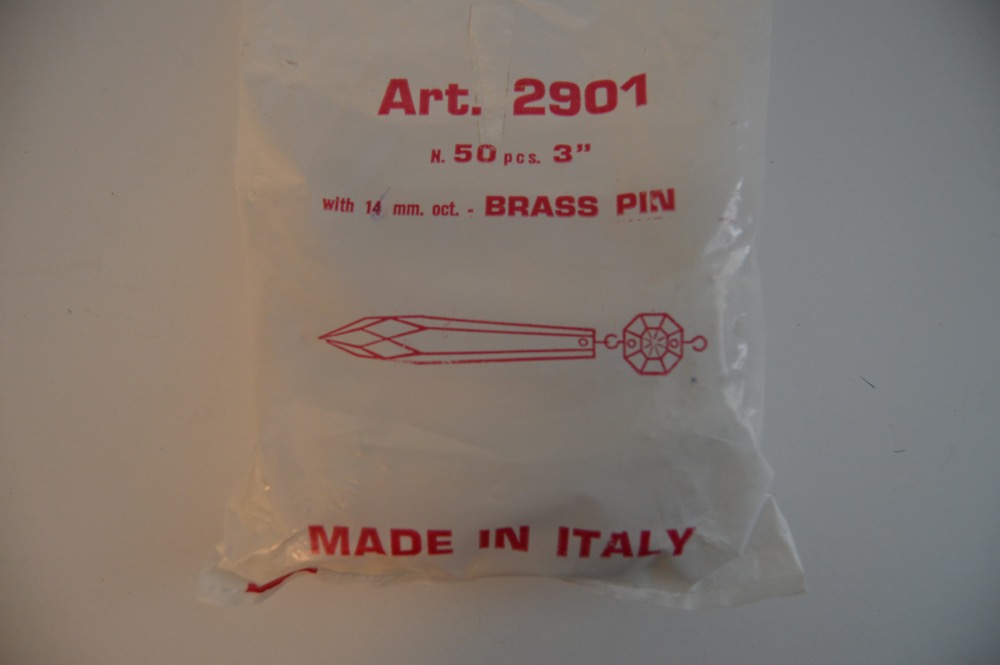 Art. 2901
N. 50 pcs. 3"
with 14 mm. oct. - BRASS PIN
MADE IN ITALY